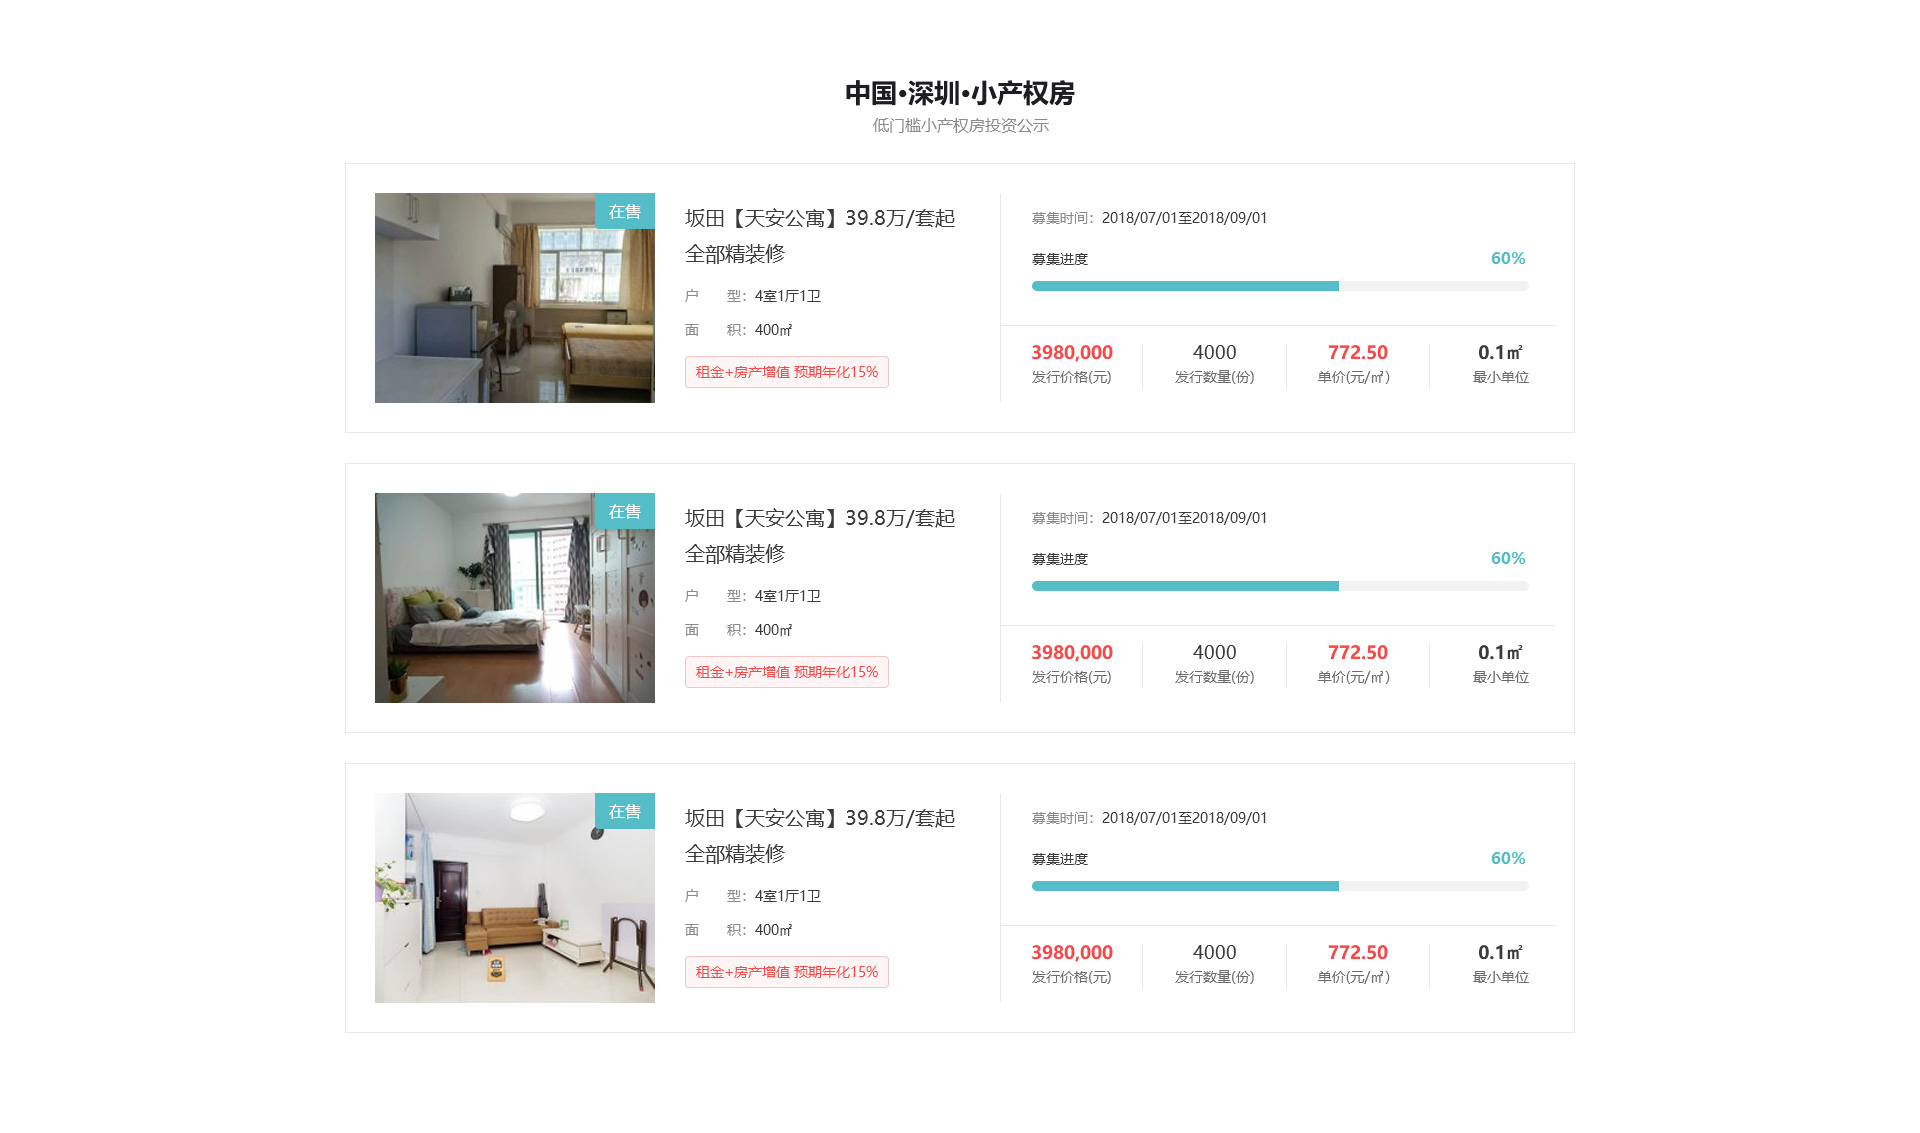 中国•深圳•小产权房
低门槛小产权房投资公示
在售
坂田【天安公寓】39.8万/套起
全部精装修
户 型：4室1厅1卫
面 积：400㎡
租金+房产增值 预期年化15%
募集时间：2018/07/01至2018/09/01
募集进度 60%
3980,000 4000 772.50 0.1㎡
发行价格(元) 发行数量(份) 单价(元/㎡) 最小单位
在售
坂田【天安公寓】39.8万/套起
全部精装修
户 型：4室1厅1卫
面 积：400㎡
租金+房产增值 预期年化15%
募集时间：2018/07/01至2018/09/01
募集进度 60%
3980,000 4000 772.50 0.1㎡
发行价格(元) 发行数量(份) 单价(元/㎡) 最小单位
在售
坂田【天安公寓】39.8万/套起
全部精装修
户 型：4室1厅1卫
面 积：400㎡
租金+房产增值 预期年化15%
募集时间：2018/07/01至2018/09/01
募集进度 60%
3980,000 4000 772.50 0.1㎡
发行价格(元) 发行数量(份) 单价(元/㎡) 最小单位